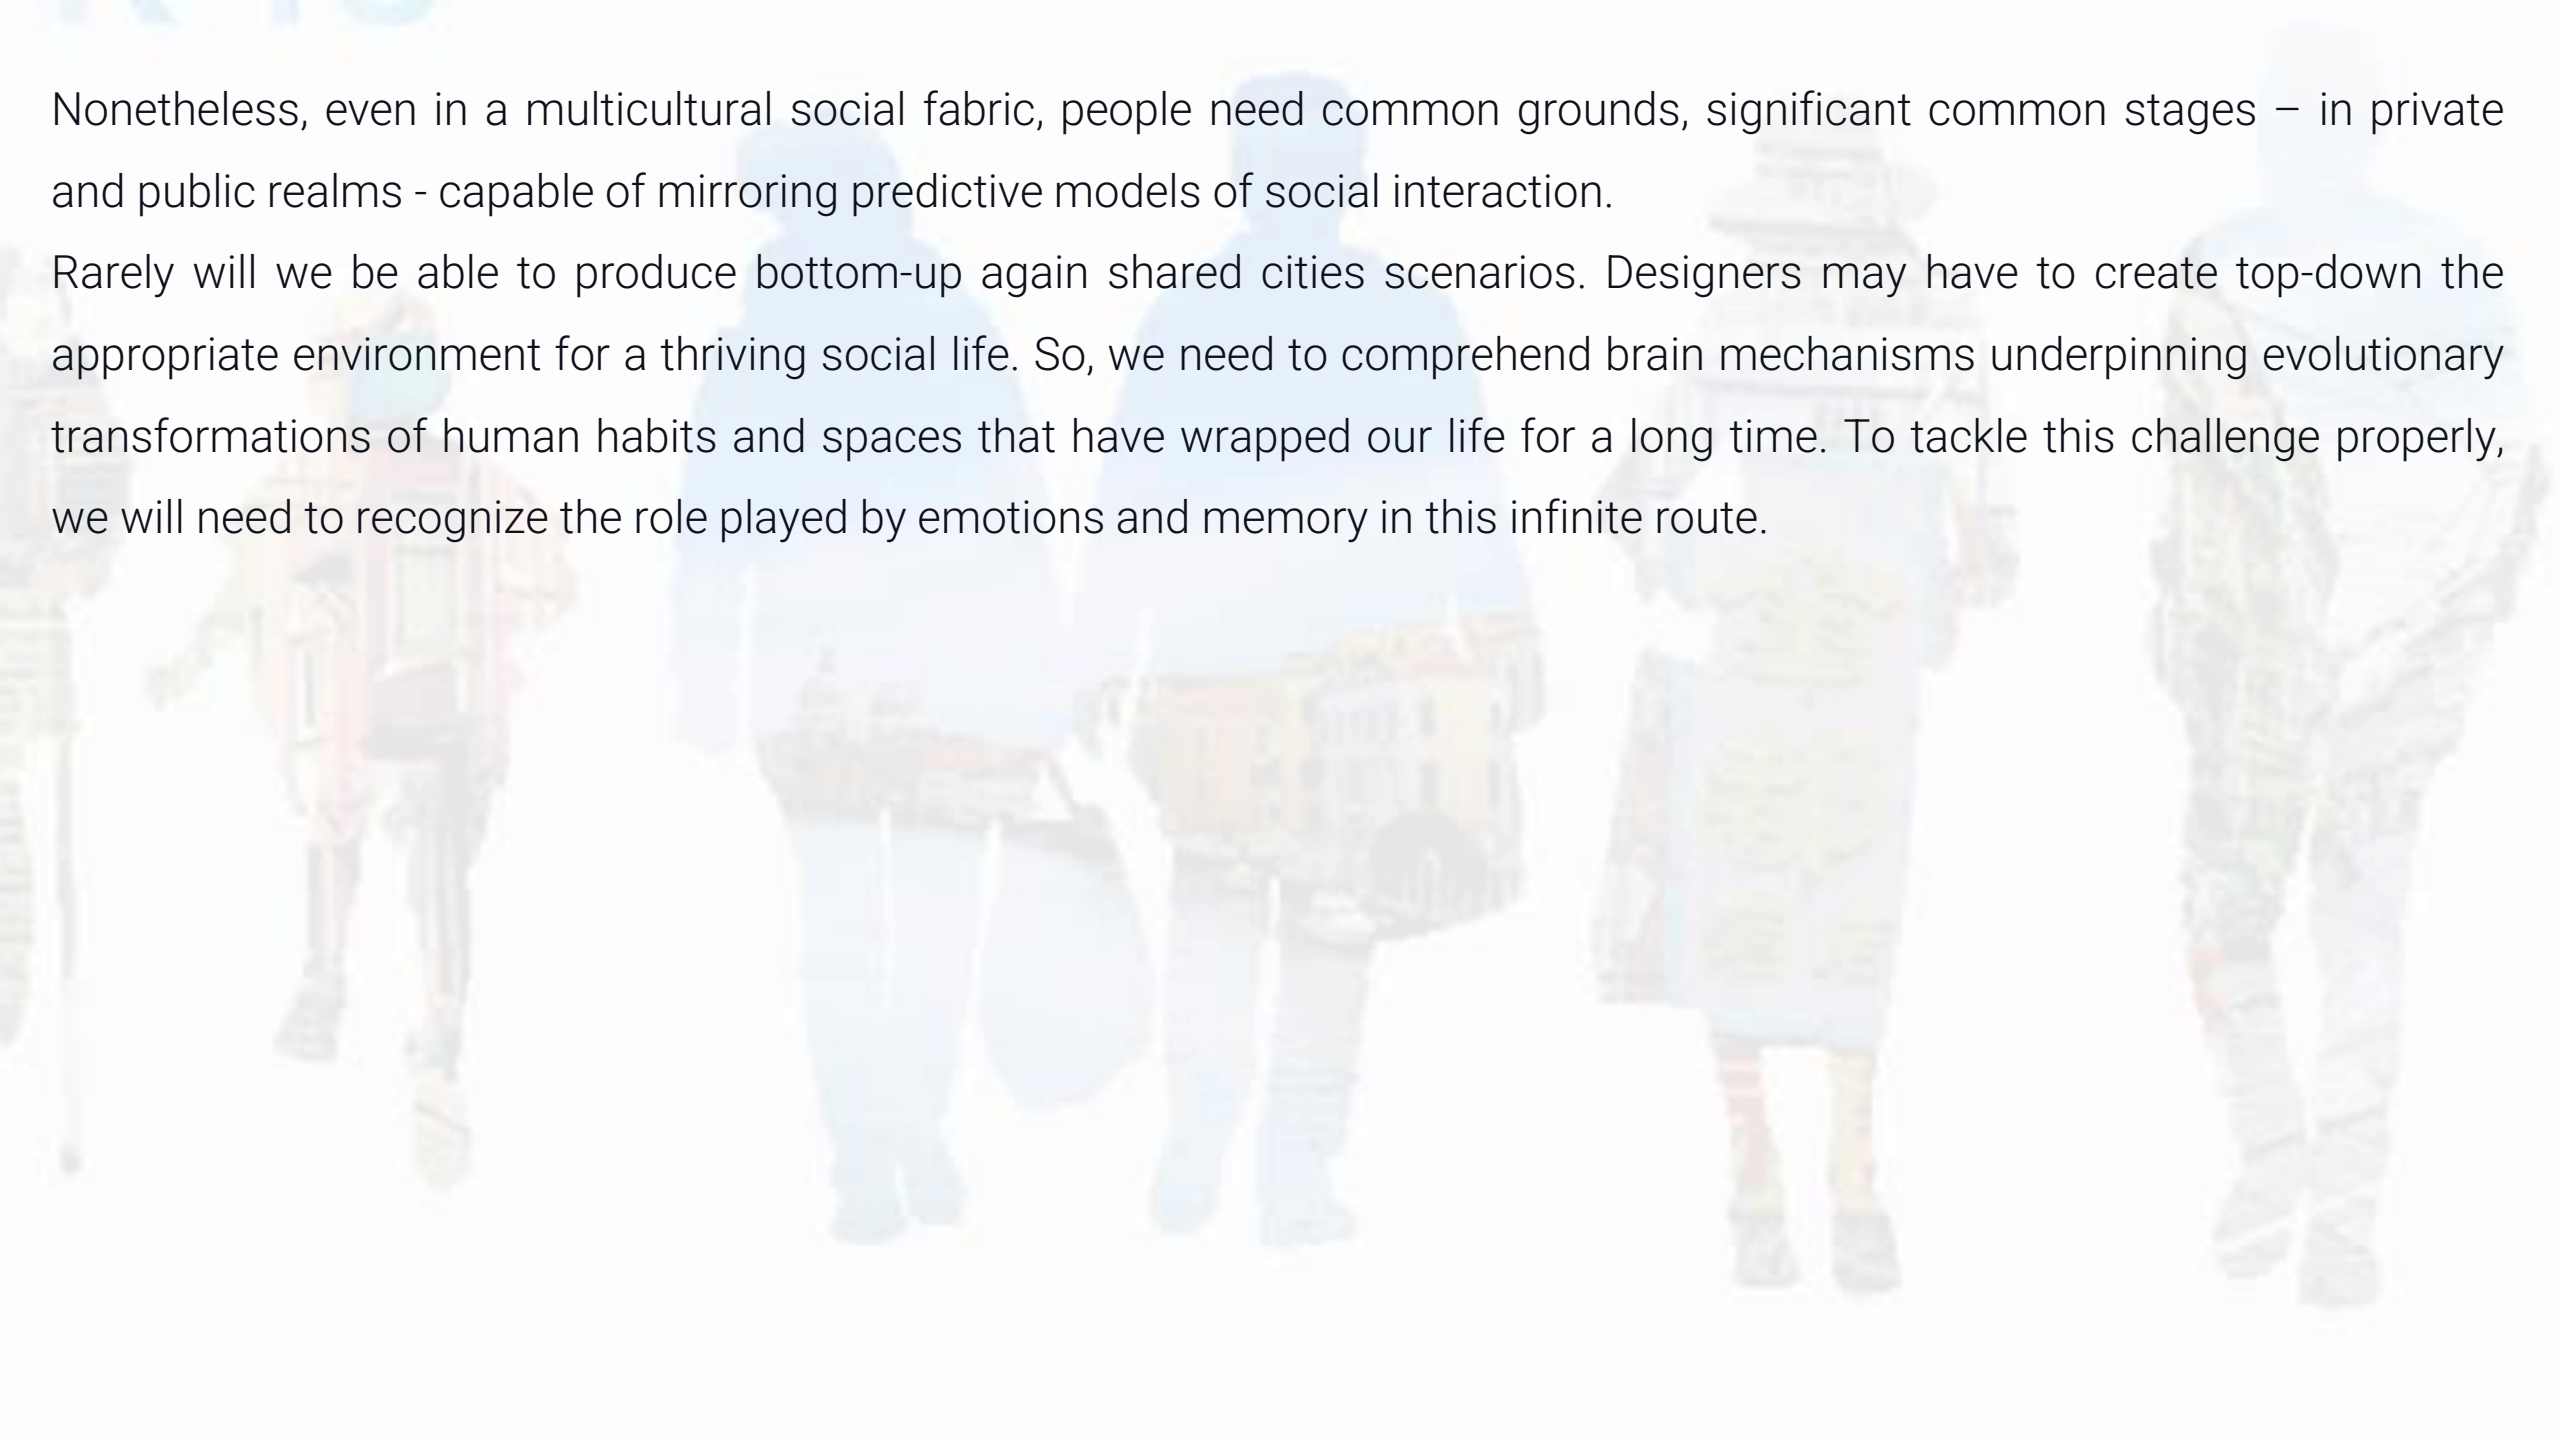 Nonetheless, even in a multicultural social fabric, people need common grounds, significant common stages – in private
and public realms - capable of mirroring predictive models of social interaction.
Rarely will we be able to produce bottom-up again shared cities scenarios. Designers may have to create top-down the
appropriate environment for a thriving social life. So, we need to comprehend brain mechanisms underpinning evolutionary
transformations of human habits and spaces that have wrapped our life for a long time. To tackle this challenge properly,
we will need to recognize the role played by emotions and memory in this infinite route.